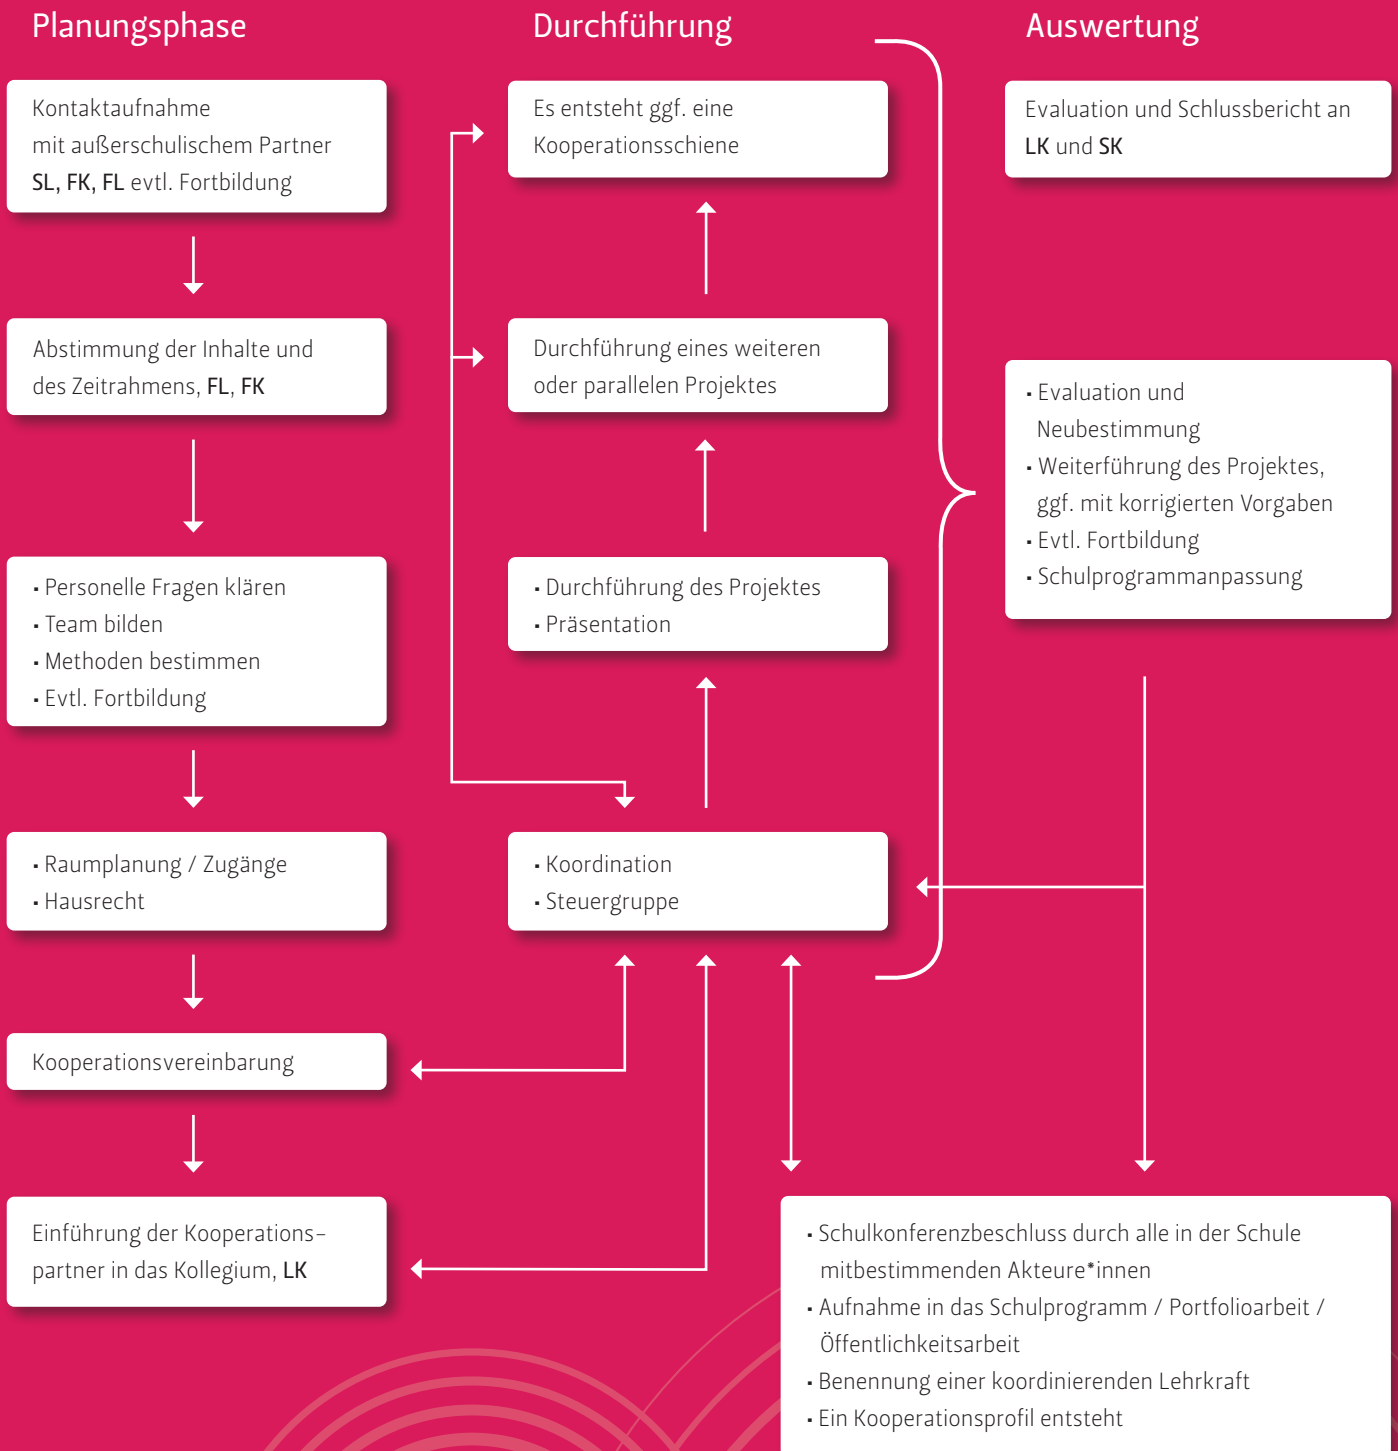 Planungsphase
Kontaktaufnahme
mit außerschulischem Partner
SL, FK, FL evtl. Fortbildung
Abstimmung der Inhalte und
des Zeitrahmens, FL, FK
▪ Personelle Fragen klären
▪ Team bilden
▪ Methoden bestimmen
▪ Evtl. Fortbildung
▪ Raumplanung / Zugänge
▪ Hausrecht
Kooperationsvereinbarung
Einführung der Kooperations–
partner in das Kollegium, LK
Durchführung
Es entsteht ggf. eine
Kooperationsschiene
Durchführung eines weiteren
oder parallelen Projektes
▪ Durchführung des Projektes
▪ Präsentation
▪ Koordination
▪ Steuergruppe
Auswertung
Evaluation und Schlussbericht an
LK und SK
▪ Evaluation und
Neubestimmung
▪ Weiterführung des Projektes,
ggf. mit korrigierten Vorgaben
▪ Evtl. Fortbildung
▪ Schulprogrammanpassung
▪ Schulkonferenzbeschluss durch alle in der Schule
mitbestimmenden Akteure*innen
▪ Aufnahme in das Schulprogramm / Portfolioarbeit /
Öffentlichkeitsarbeit
▪ Benennung einer koordinierenden Lehrkraft
▪ Ein Kooperationsprofil entsteht